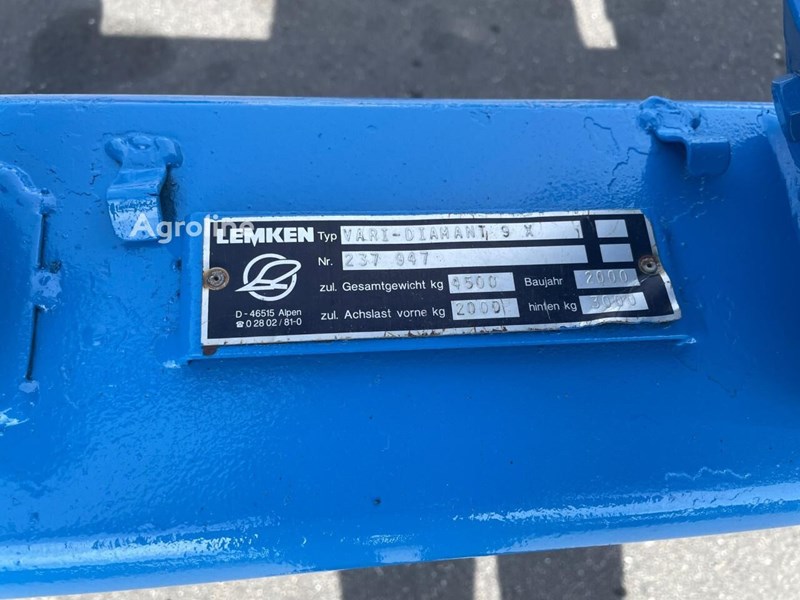 Agroline
LEMKEN Typ VARI-DIAMANT 9 X
Nr. 237 947
zul. Gesamtgewicht kg 4500 Baujahr 2000
zul. Achslast vorne kg 2000 hinten kg 3000
D - 46515 Alpen
☎ 0 28 02 / 81-0